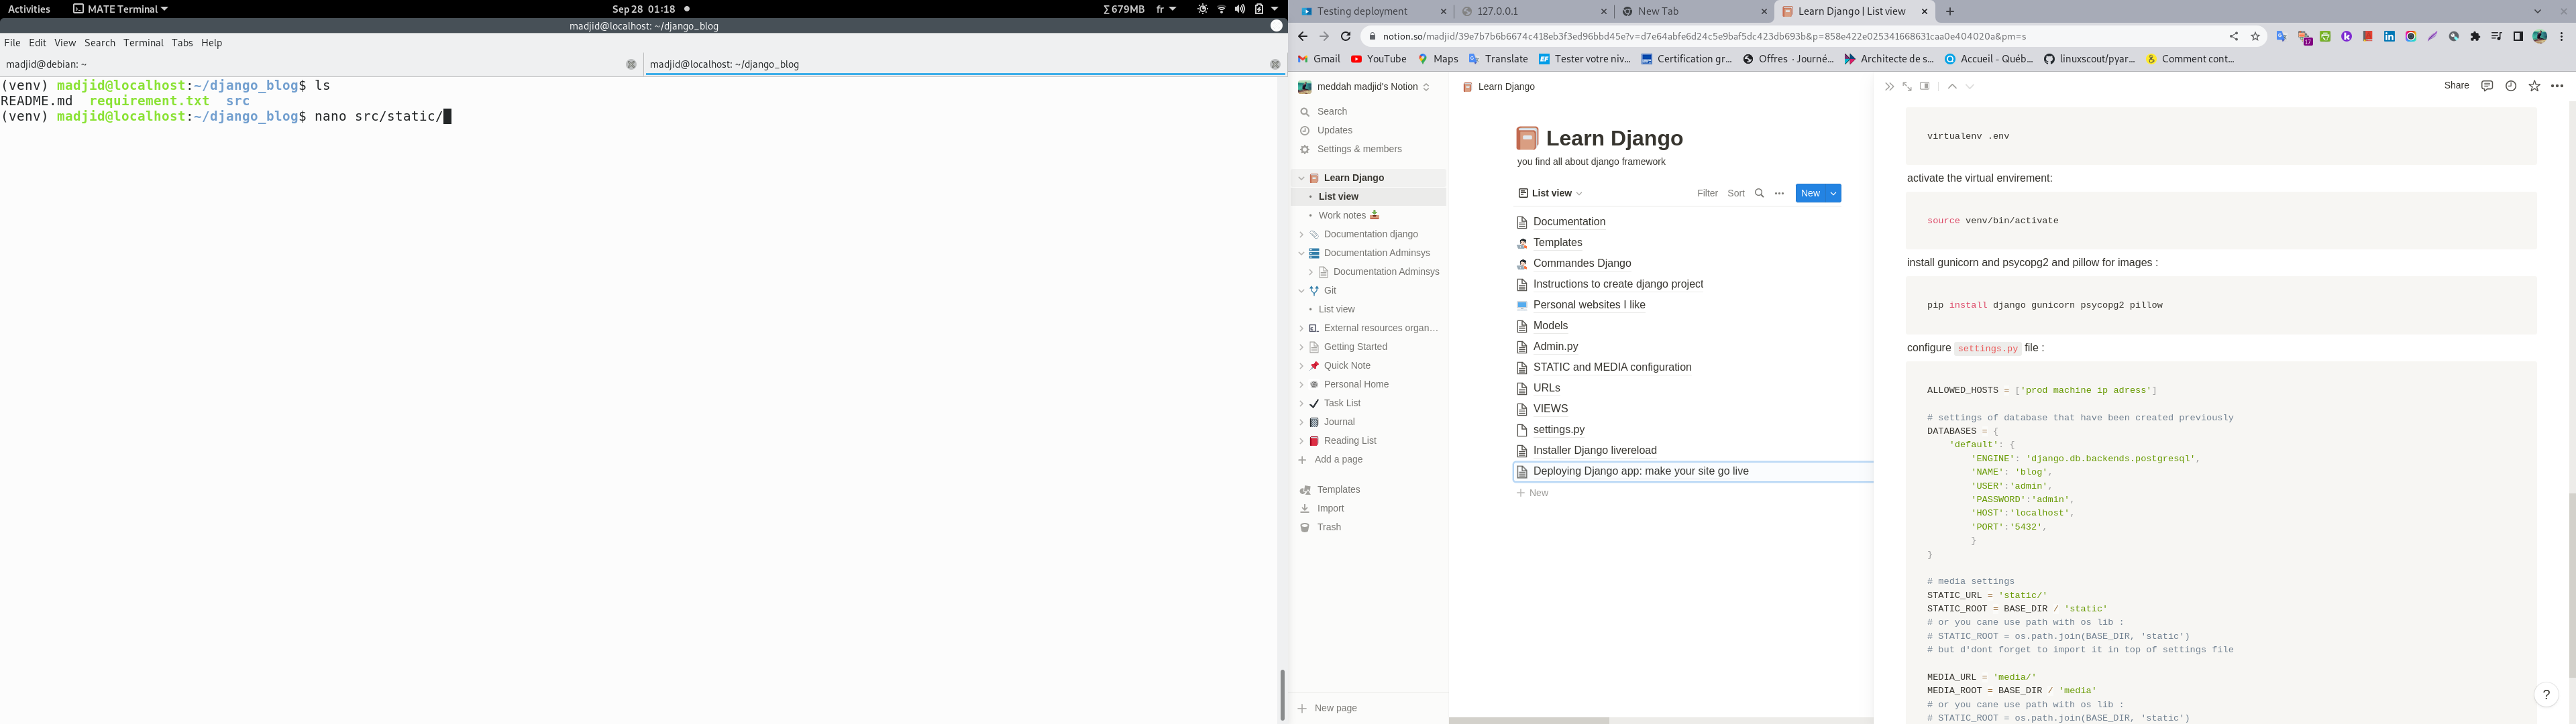 Activities MATE Terminal Sep 28 01:18 ∑679MB fr
madjid@localhost: ~/django_blog
File Edit View Search Terminal Tabs Help
madjid@debian: ~ madjid@localhost: ~/django_blog
(venv) madjid@localhost:~/django_blog$ ls
README.md requirement.txt src
(venv) madjid@localhost:~/django_blog$ nano src/static/
Testing deployment 127.0.0.1 New Tab Learn Django | List view
notion.so/madjid/39e7b7b6b6674c418eb3f3ed96bbd45e?v=d7e64abfe6d24c5e9baf5dc423db693b&p=858e422e025341668631caa0e404020a&pm=s
Gmail YouTube Maps Translate Tester votre niv... Certification gr... Offres · Journé... Architecte de s... Accueil - Québ... linuxscout/pyar... Comment cont...
meddah madjid's Notion
Search
Updates
Settings & members
Learn Django
List view
Work notes
Documentation django
Documentation Adminsys
Documentation Adminsys
Git
List view
External resources organ...
Getting Started
Quick Note
Personal Home
Task List
Journal
Reading List
Add a page
Templates
Import
Trash
New page
Learn Django
Learn Django
you find all about django framework
List view Filter Sort New
Documentation
Templates
Commandes Django
Instructions to create django project
Personal websites I like
Models
Admin.py
STATIC and MEDIA configuration
URLs
VIEWS
settings.py
Installer Django livereload
Deploying Django app: make your site go live
New
Share
virtualenv .env
activate the virtual envirement:
source venv/bin/activate
install gunicorn and psycopg2 and pillow for images :
pip install django gunicorn psycopg2 pillow
configure settings.py file :
ALLOWED_HOSTS = ['prod machine ip adress']
# settings of database that have been created previously
DATABASES = {
'default': {
'ENGINE': 'django.db.backends.postgresql',
'NAME': 'blog',
'USER':'admin',
'PASSWORD':'admin',
'HOST':'localhost',
'PORT':'5432',
}
}
# media settings
STATIC_URL = 'static/'
STATIC_ROOT = BASE_DIR / 'static'
# or you cane use path with os lib :
# STATIC_ROOT = os.path.join(BASE_DIR, 'static')
# but d'dont forget to import it in top of settings file
MEDIA_URL = 'media/'
MEDIA_ROOT = BASE_DIR / 'media'
# or you cane use path with os lib :
# STATIC_ROOT = os.path.join(BASE_DIR, 'static')
?